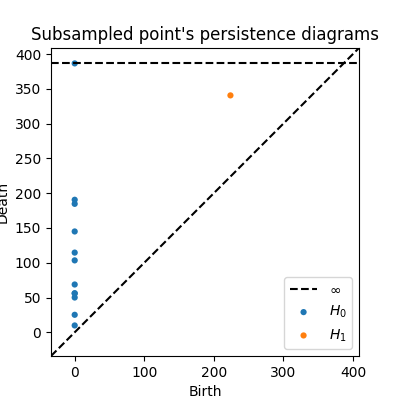 Subsampled point's persistence diagrams
400
350
300
250
200
150
100
50
0
Death
∞
H₀
H₁
0 100 200 300 400
Birth